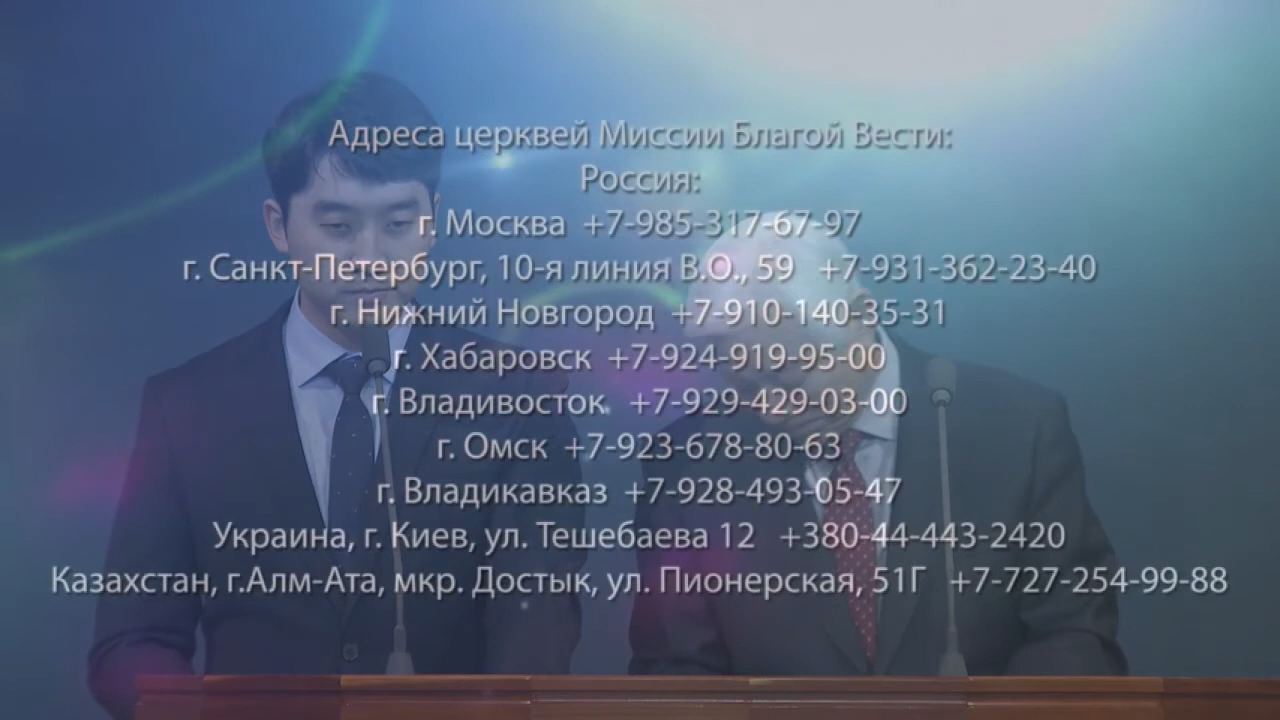 Адреса церквей Миссии Благой Вести:
Россия:
г. Москва +7-985-317-67-97
г. Санкт-Петербург, 10-я линия В.О., 59 +7-931-362-23-40
г. Нижний Новгород +7-910-140-35-31
г. Хабаровск +7-924-919-95-00
г. Владивосток +7-929-429-03-00
г. Омск +7-923-678-80-63
г. Владикавказ +7-928-493-05-47
Украина, г. Киев, ул. Тешебаева 12 +380-44-443-2420
Казахстан, г.Алм-Ата, мкр. Достык, ул. Пионерская, 51Г +7-727-254-99-88